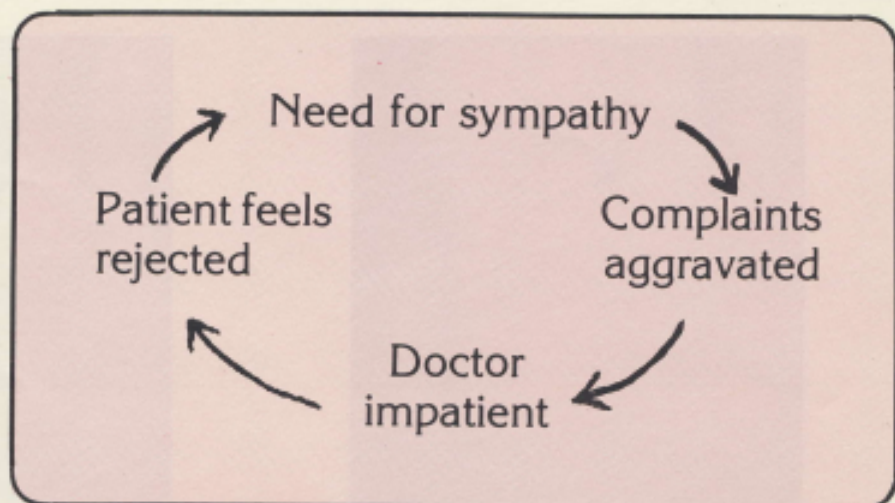 Need for sympathy
Complaints
aggravated
Doctor
impatient
Patient feels
rejected